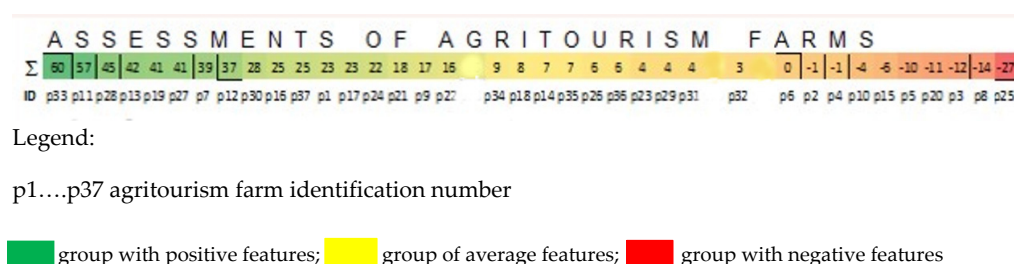 ASSESSMENTS OF AGRITOURISM FARMS
Σ 60 57 45 42 41 41 39 37 28 25 25 23 23 22 18 17 16 9 8 7 7 6 6 4 4 4 3 0 -1 -1 -4 -6 -10 -11 -12 -14 -27
ID p33 p11 p28 p13 p19 p27 p7 p12 p30 p16 p37 p1 p17 p24 p21 p9 p22 p34 p18 p14 p35 p26 p36 p23 p29 p31 p32 p6 p2 p4 p10 p15 p5 p20 p3 p8 p25
Legend:
p1….p37 agritourism farm identification number
group with positive features; group of average features; group with negative features